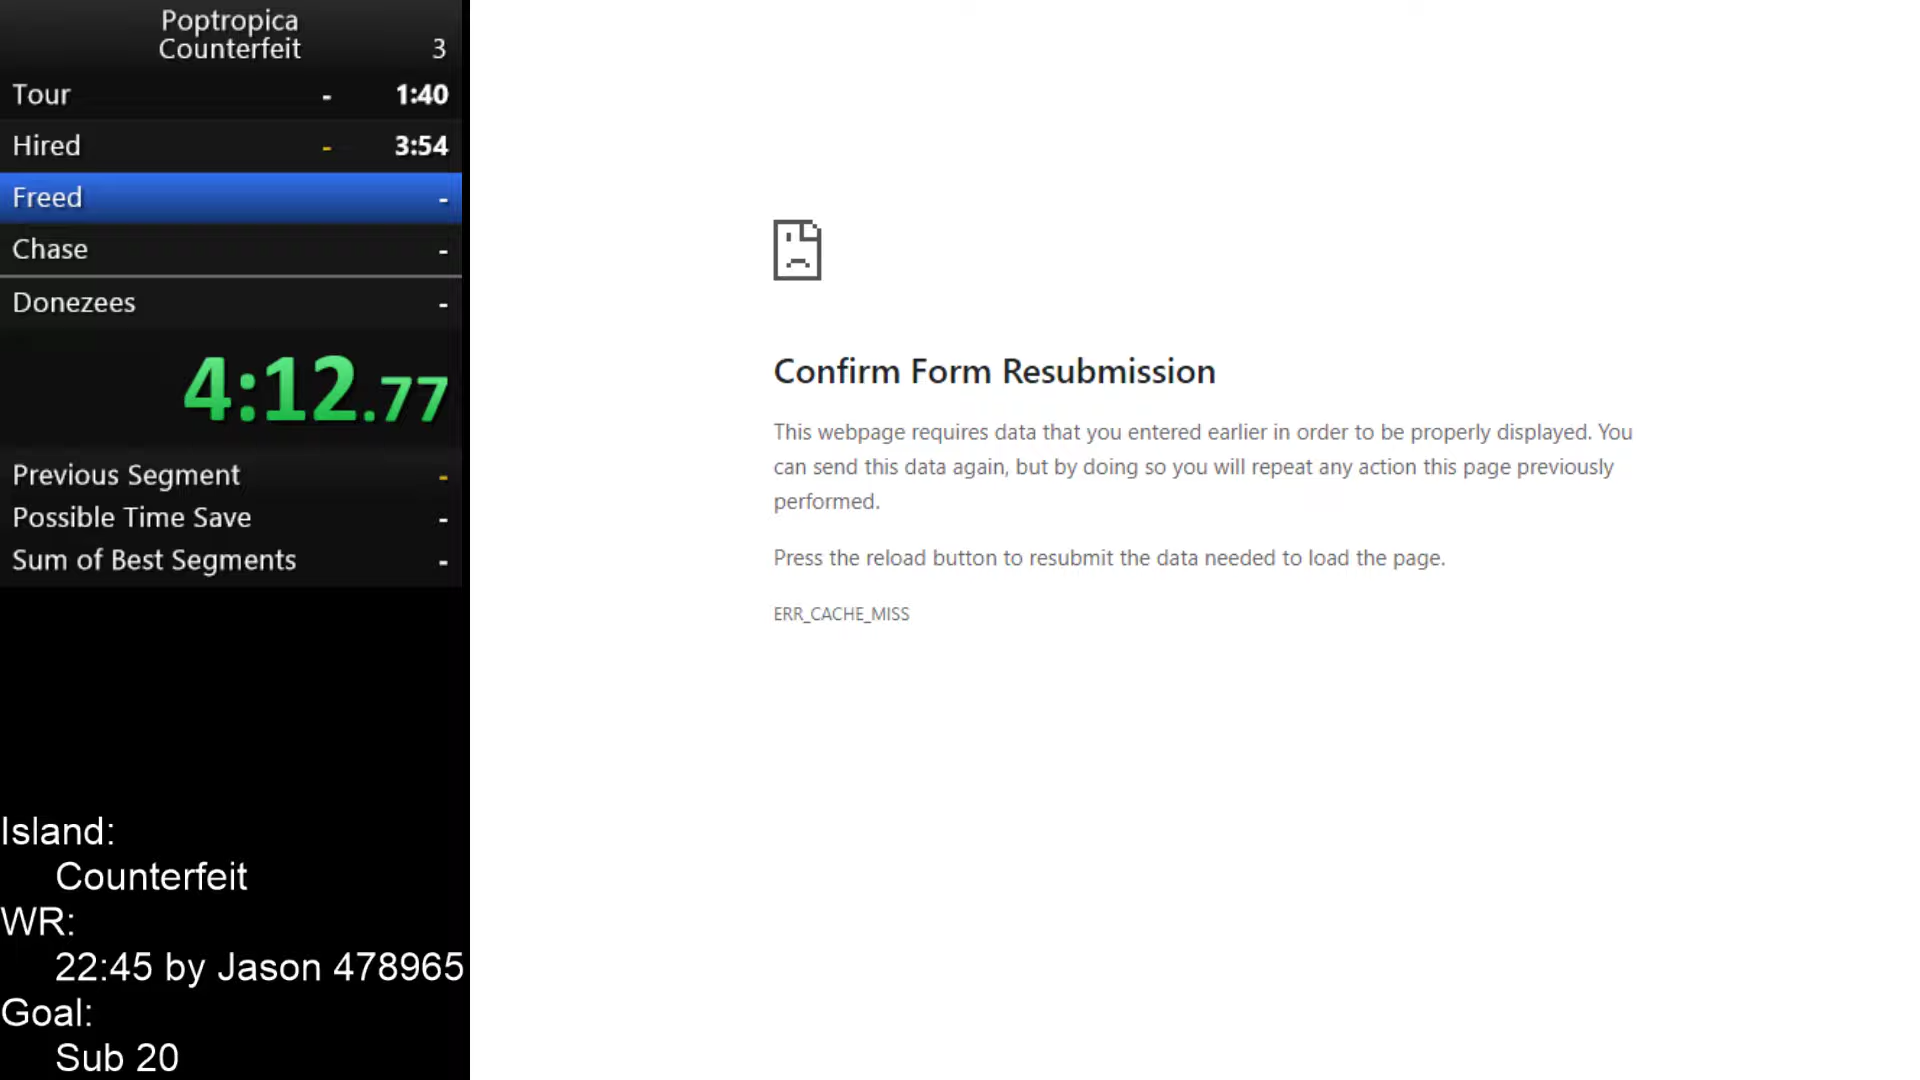 Poptropica
Counterfeit 3
Tour - 1:40
Hired - 3:54
Freed -
Chase -
Donezees -
4:12.77
Previous Segment -
Possible Time Save -
Sum of Best Segments -
Island:
Counterfeit
WR:
22:45 by Jason 478965
Goal:
Sub 20
Confirm Form Resubmission
This webpage requires data that you entered earlier in order to be properly displayed. You
can send this data again, but by doing so you will repeat any action this page previously
performed.
Press the reload button to resubmit the data needed to load the page.
ERR_CACHE_MISS